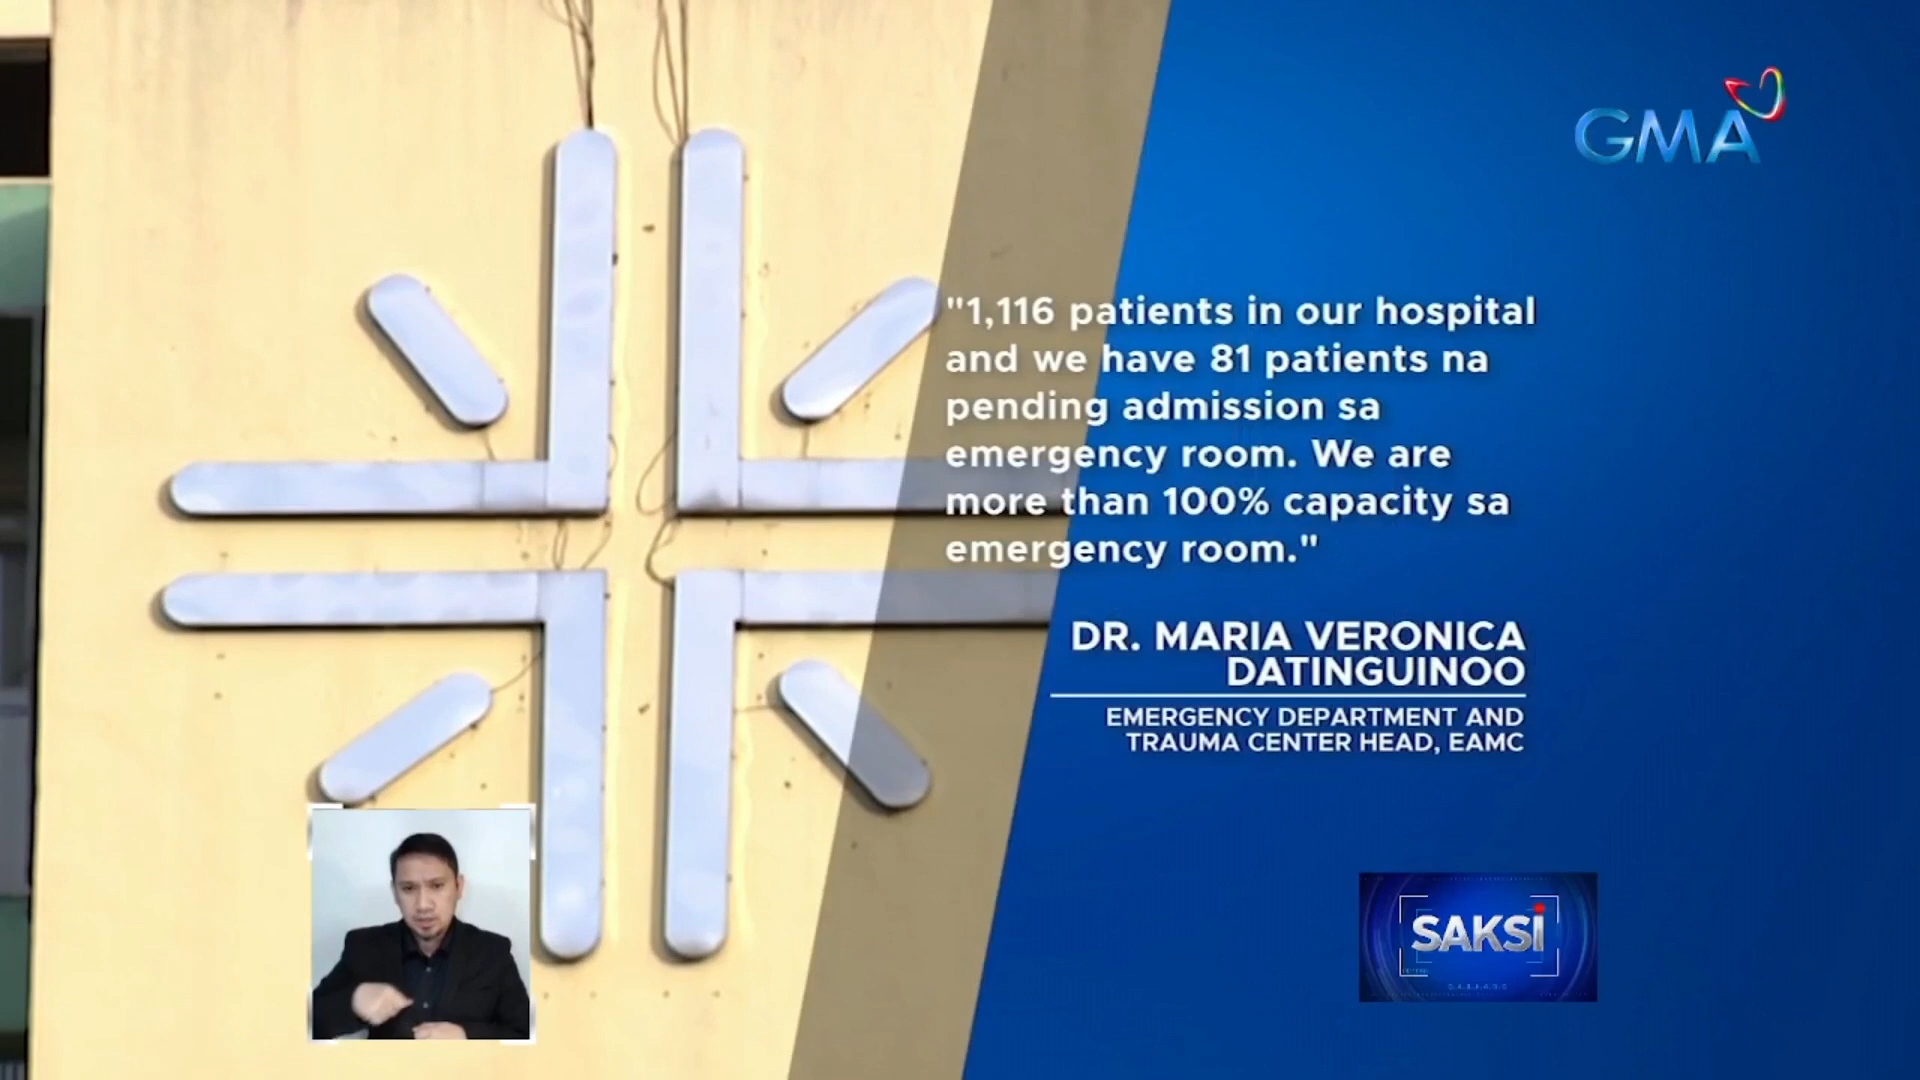 GMA
"1,116 patients in our hospital
and we have 81 patients na
pending admission sa
emergency room. We are
more than 100% capacity sa
emergency room."
DR. MARIA VERONICA
DATINGUINOO
EMERGENCY DEPARTMENT AND
TRAUMA CENTER HEAD, EAMC
SAKSI